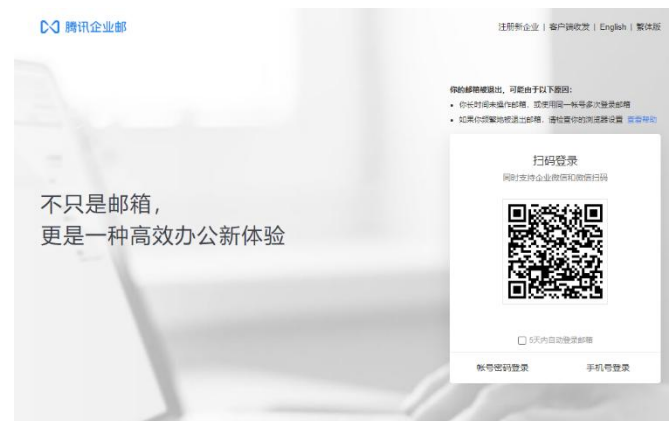 腾讯企业邮
注册新企业 | 客户端收发 | English | 繁体版
你的邮箱被退出，可能由于以下原因：
• 你长时间未操作邮箱，或使用同一帐号多次登录邮箱
• 如果你频繁地被退出邮箱，请检查你的浏览器设置 查看帮助
扫码登录
同时支持企业微信和微信扫码
不只是邮箱，
更是一种高效办公新体验
5天内自动登录邮箱
帐号密码登录 手机号登录